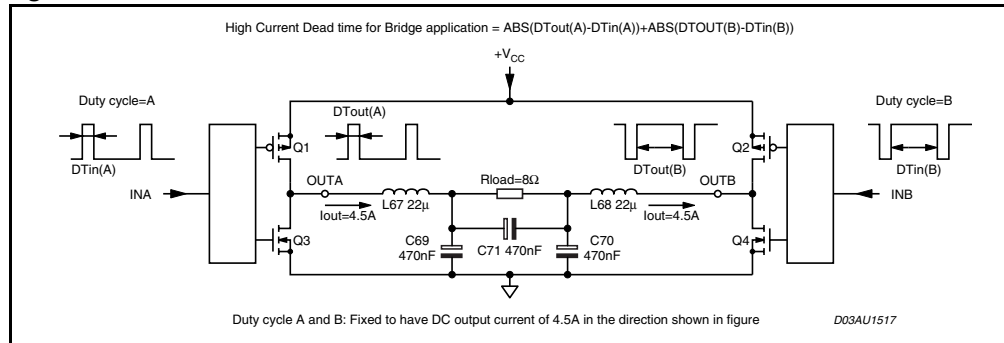 High Current Dead time for Bridge application = ABS(DTout(A)-DTin(A))+ABS(DTOUT(B)-DTin(B))
+VCC
Duty cycle=A
DTout(A)
Duty cycle=B
Q1
Q2
DTin(A)
DTout(B)
DTin(B)
INA
OUTA
Rload=8Ω
OUTB
INB
L67 22µ
L68 22µ
Iout=4.5A
Iout=4.5A
Q3
C69
470nF
C71 470nF
C70
470nF
Q4
Duty cycle A and B: Fixed to have DC output current of 4.5A in the direction shown in figure
D03AU1517